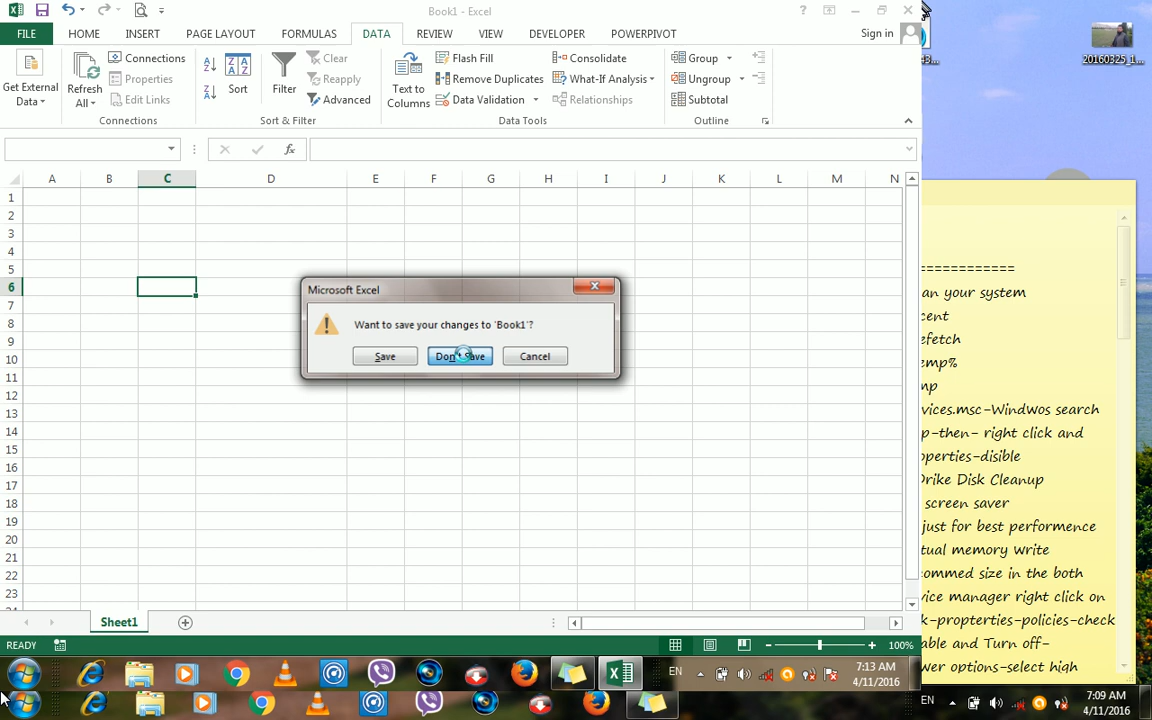 Book1 - Excel
?
FILE
HOME
INSERT
PAGE LAYOUT
FORMULAS
DATA
REVIEW
VIEW
DEVELOPER
POWERPIVOT
Sign in
Get External
Data
Refresh
All
Connections
Properties
Edit Links
Connections
Sort
Filter
Clear
Reapply
Advanced
Sort & Filter
Text to
Columns
Flash Fill
Remove Duplicates
Data Validation
Consolidate
What-If Analysis
Relationships
Data Tools
Group
Ungroup
Subtotal
Outline
20160325_1...
A B C D E F G H I J K L M N
1
2
3
4
5
6
7
8
9
10
11
12
13
14
15
16
17
18
19
20
21
22
23
Microsoft Excel
Want to save your changes to 'Book1'?
Save
Cancel
============
an your system
cent
efetch
emp%
mp
vices.msc-Windwos search
p-then- right click and
operties-disible
Drike Disk Cleanup
screen saver
just for best performence
tual memory write
commed size in the both
vice manager right click on
k-propterties-policies-check
able and Turn off-
wer options-select high
Sheet1
READY
100%
EN
7:13 AM
4/11/2016
EN
7:09 AM
4/11/2016